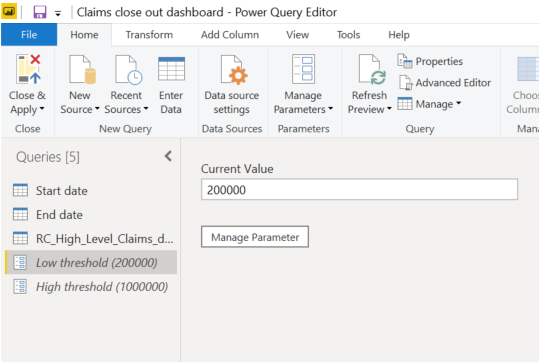 Claims close out dashboard - Power Query Editor
File Home Transform Add Column View Tools Help
Close & Apply
New Source
Recent Sources
Enter Data
Data source settings
Manage Parameters
Refresh Preview
Properties
Advanced Editor
Manage
Close
New Query
Data Sources
Parameters
Query
Queries [5]
Start date
End date
RC_High_Level_Claims_d...
Low threshold (200000)
High threshold (1000000)
Current Value
200000
Manage Parameter